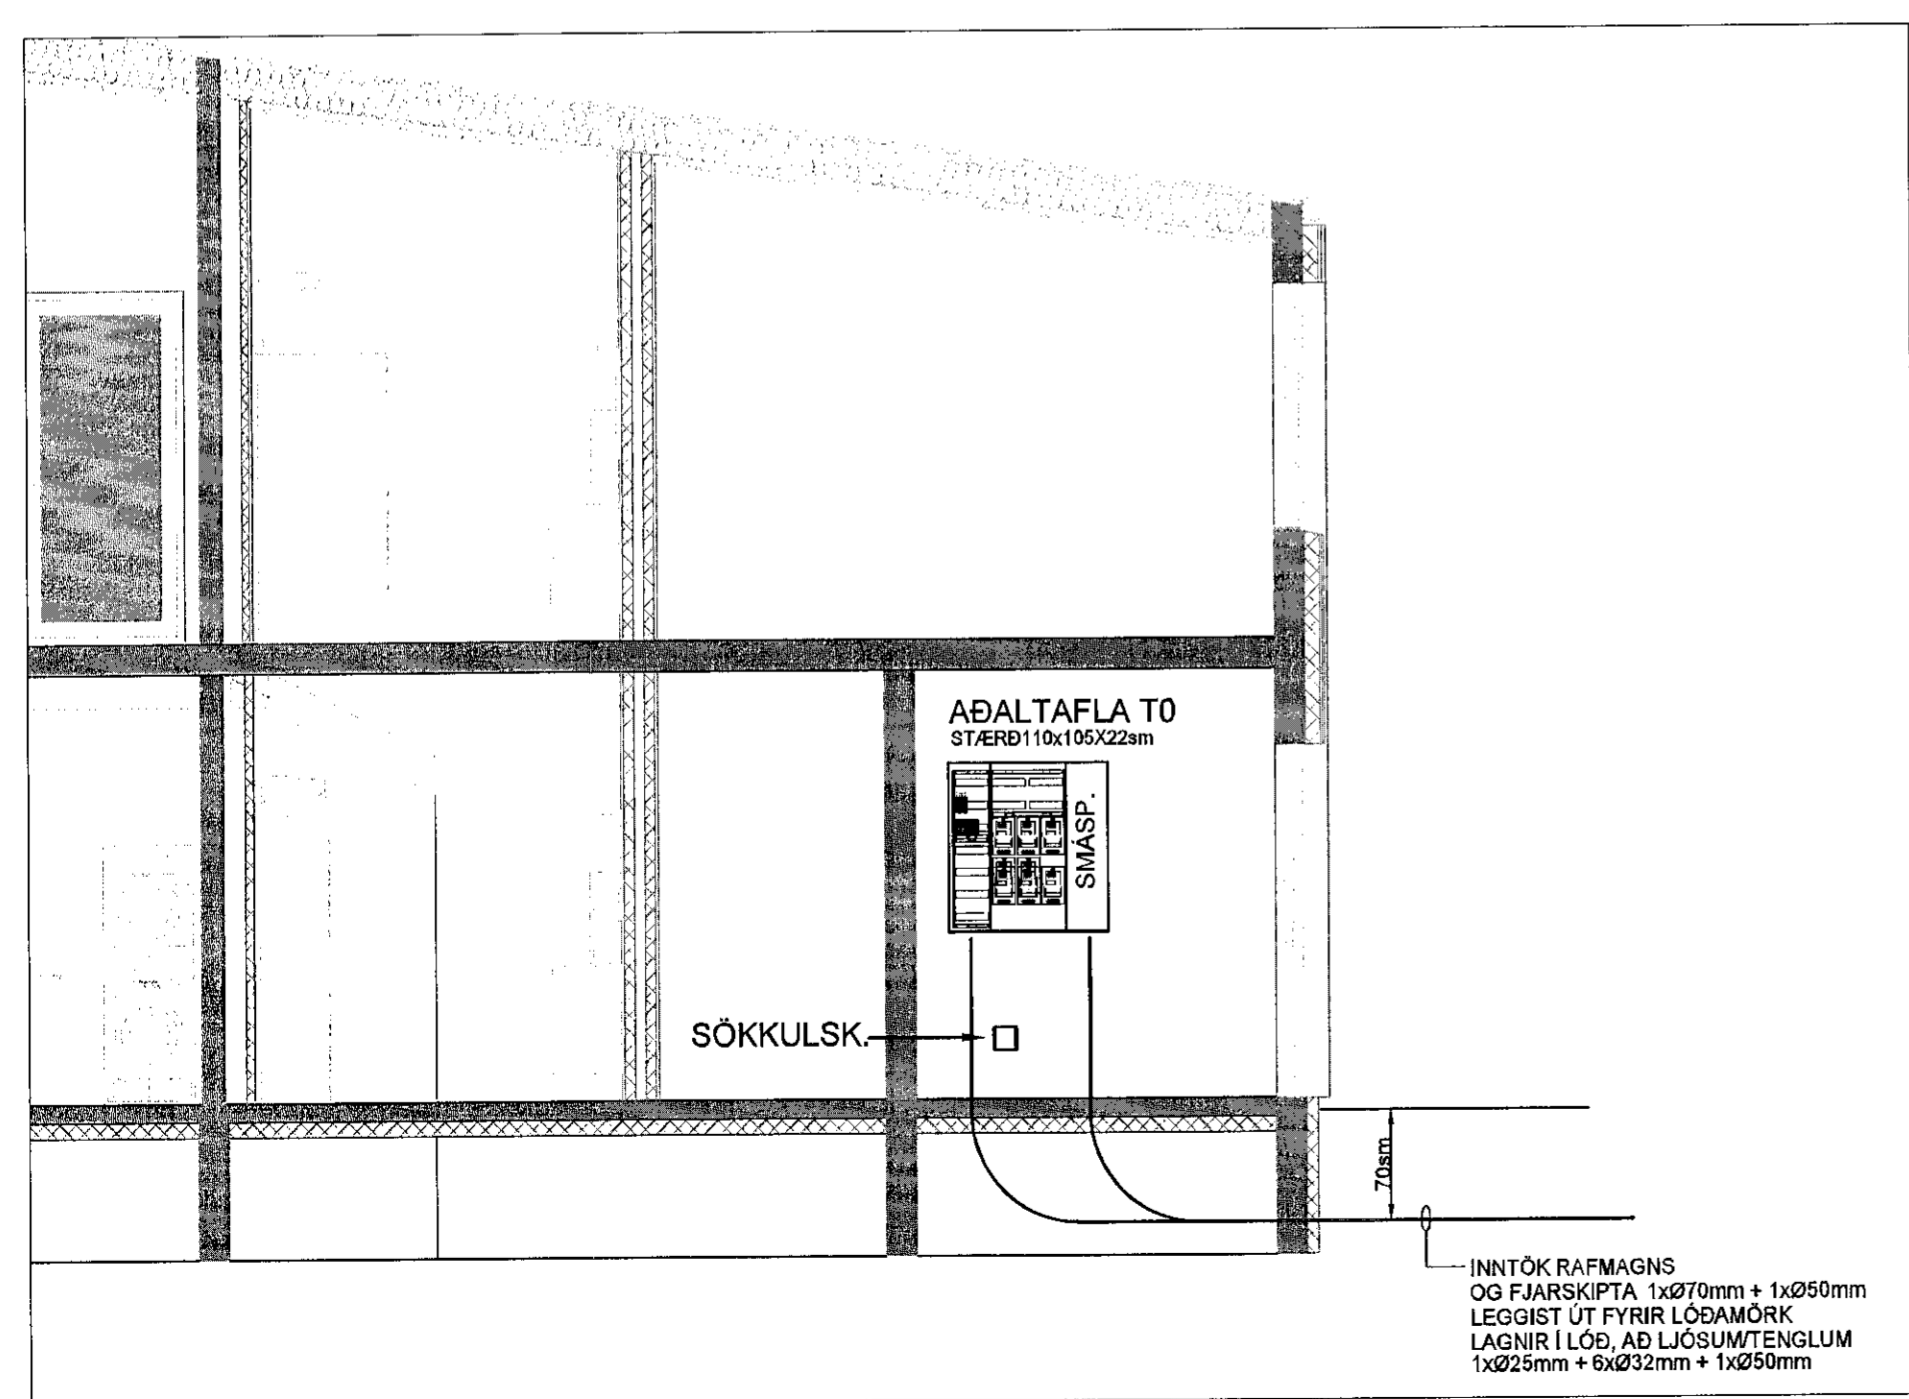 AÐALTAFLA T0
STÆRÐ110x105X22sm
SMÁSP.
SÖKKULSK.
70sm
INNTÖK RAFMAGNS
OG FJARSKIPTA 1xØ70mm + 1xØ50mm
LEGGIST ÚT FYRIR LÓÐAMÖRK
LAGNIR Í LÓÐ, AÐ LJÓSUM/TENGLUM
1xØ25mm + 6xØ32mm + 1xØ50mm